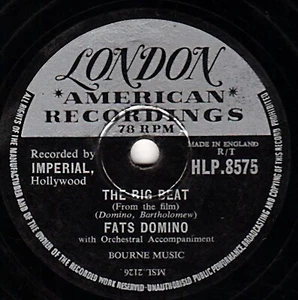 LONDON
*AMERICAN*
RECORDINGS
78 RPM
MADE IN ENGLAND
R/T
Recorded by
IMPERIAL,
Hollywood
HLP.8575
THE BIG BEAT
(From the film)
(Domino, Bartholomew)
FATS DOMINO
with Orchestral Accompaniment
BOURNE MUSIC
MSL. 2126
ALL RIGHTS OF THE MANUFACTURER AND OF THE OWNER OF THE RECORDED WORK RESERVED-UNAUTHORISED PUBLIC PERFORMANCE, BROADCASTING AND COPYING OF THIS RECORD PROHIBITED